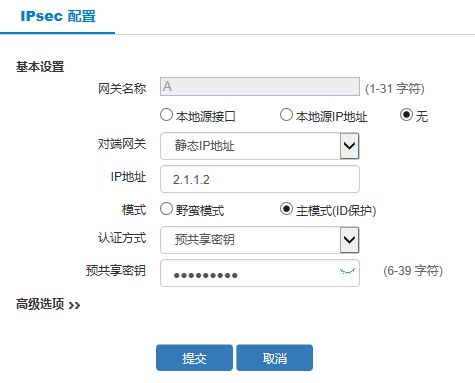 IPsec 配置
基本设置
网关名称 A (1-31 字符)
本地源接口 本地源IP地址 无
对端网关 静态IP地址
IP地址 2.1.1.2
模式 野蛮模式 主模式(ID保护)
认证方式 预共享密钥
预共享密钥 ●●●●●●●●● (6-39 字符)
高级选项 >>
提交 取消